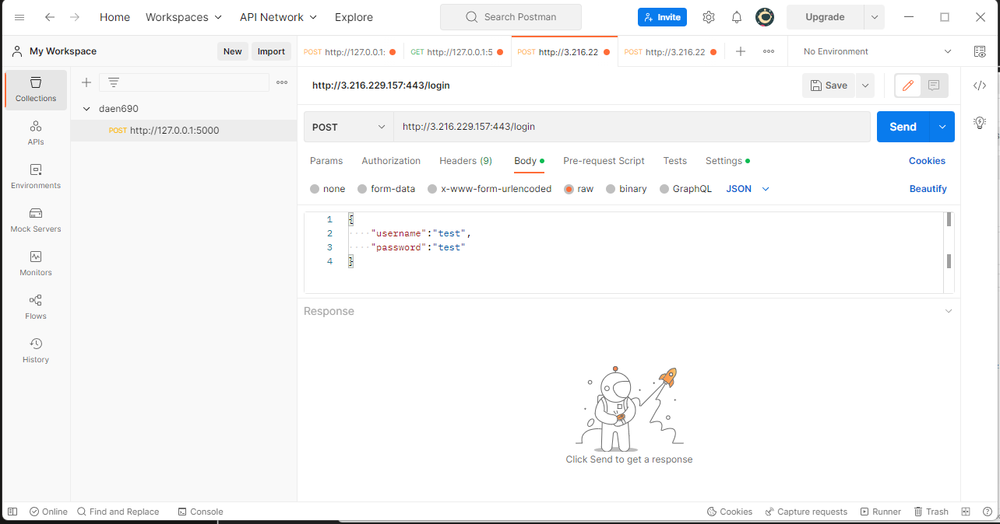 Home Workspaces API Network Explore Search Postman Invite Upgrade
My Workspace New Import POST http://127.0.0.1: GET http://127.0.0.1:5 POST http://3.216.22 POST http://3.216.22 No Environment
Collections
APIs
Environments
Mock Servers
Monitors
Flows
History
daen690
POST http://127.0.0.1:5000
http://3.216.229.157:443/login Save </>
POST http://3.216.229.157:443/login Send
Params Authorization Headers (9) Body Pre-request Script Tests Settings Cookies
none form-data x-www-form-urlencoded raw binary GraphQL JSON Beautify
1 {
2 "username":"test",
3 "password":"test"
4 }
Response
Click Send to get a response
Online Find and Replace Console Cookies Capture requests Runner Trash